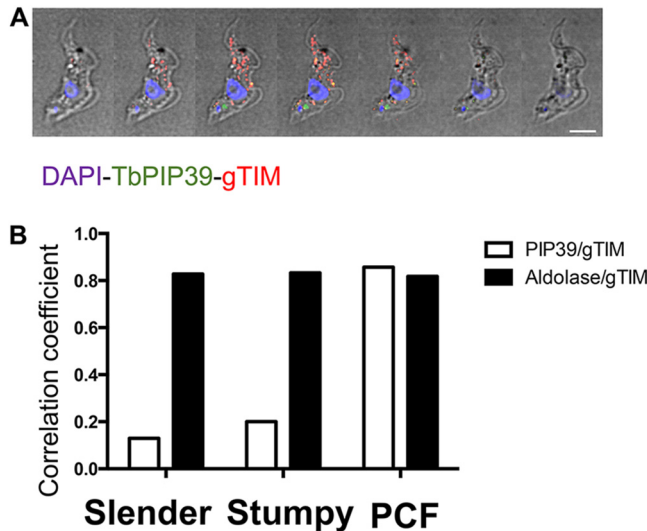 A
DAPI-TbPIP39-gTIM
B
Correlation coefficient
1.0
0.8
0.6
0.4
0.2
0.0
Slender Stumpy PCF
PIP39/gTIM
Aldolase/gTIM